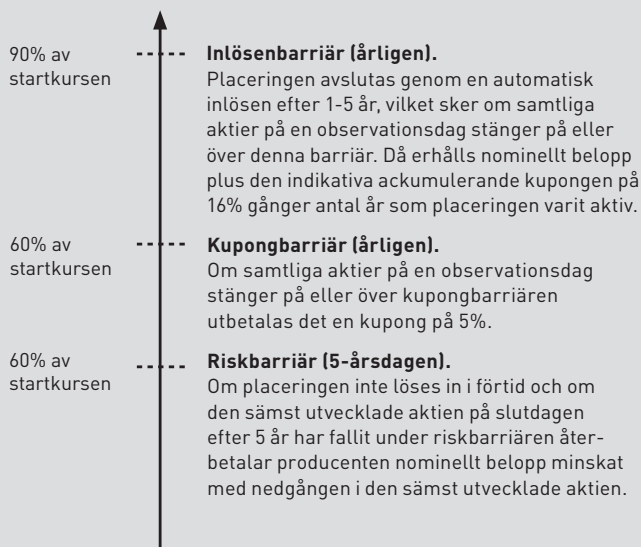 90% av
startkursen
Inlösenbarriär (årligen).
Placeringen avslutas genom en automatisk
inlösen efter 1-5 år, vilket sker om samtliga
aktier på en observationsdag stänger på eller
över denna barriär. Då erhålls nominellt belopp
plus den indikativa ackumulerande kupongen på
16% gånger antal år som placeringen varit aktiv.
60% av
startkursen
Kupongbarriär (årligen).
Om samtliga aktier på en observationsdag
stänger på eller över kupongbarriären
utbetalas det en kupong på 5%.
60% av
startkursen
Riskbarriär (5-årsdagen).
Om placeringen inte löses in i förtid och om
den sämst utvecklade aktien på slutdagen
efter 5 år har fallit under riskbarriären åter-
betalar producenten nominellt belopp minskat
med nedgången i den sämst utvecklade aktien.